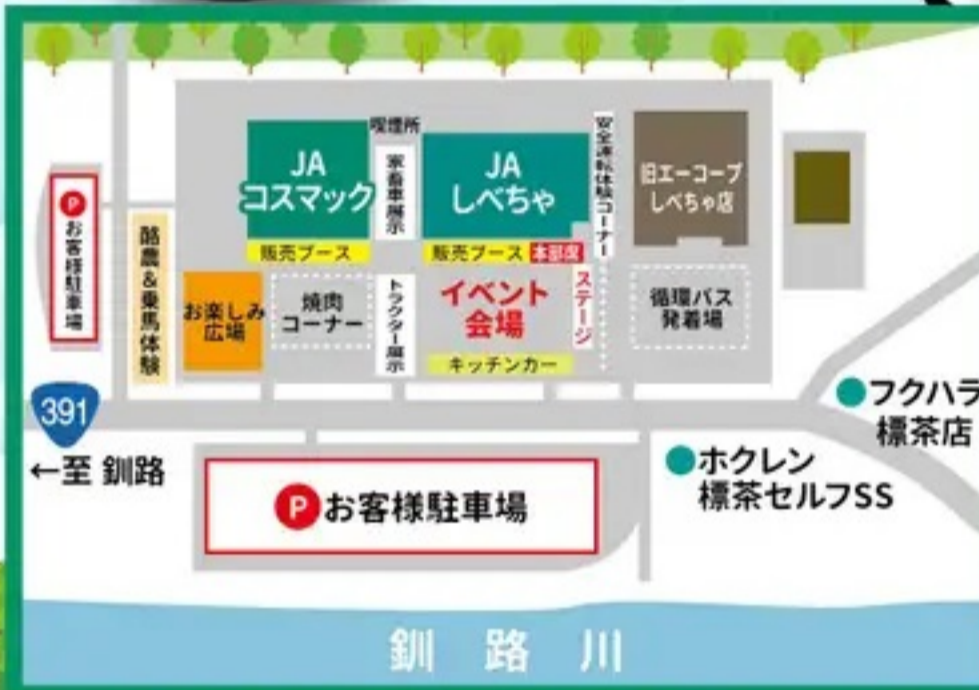 喫煙所
JA
コスマック
家畜車展示
JA
しべちゃ
安全運転体験コーナー
旧エーコープ
しべちゃ店
P
お客様駐車場
酪農&乗馬体験
販売ブース
販売ブース
本部席
お楽しみ
広場
焼肉
コーナー
トラクター展示
イベント
会場
ステージ
循環バス
発着場
キッチンカー
391
←至 釧路
フクハラ
標茶店
ホクレン
標茶セルフSS
P お客様駐車場
釧路川